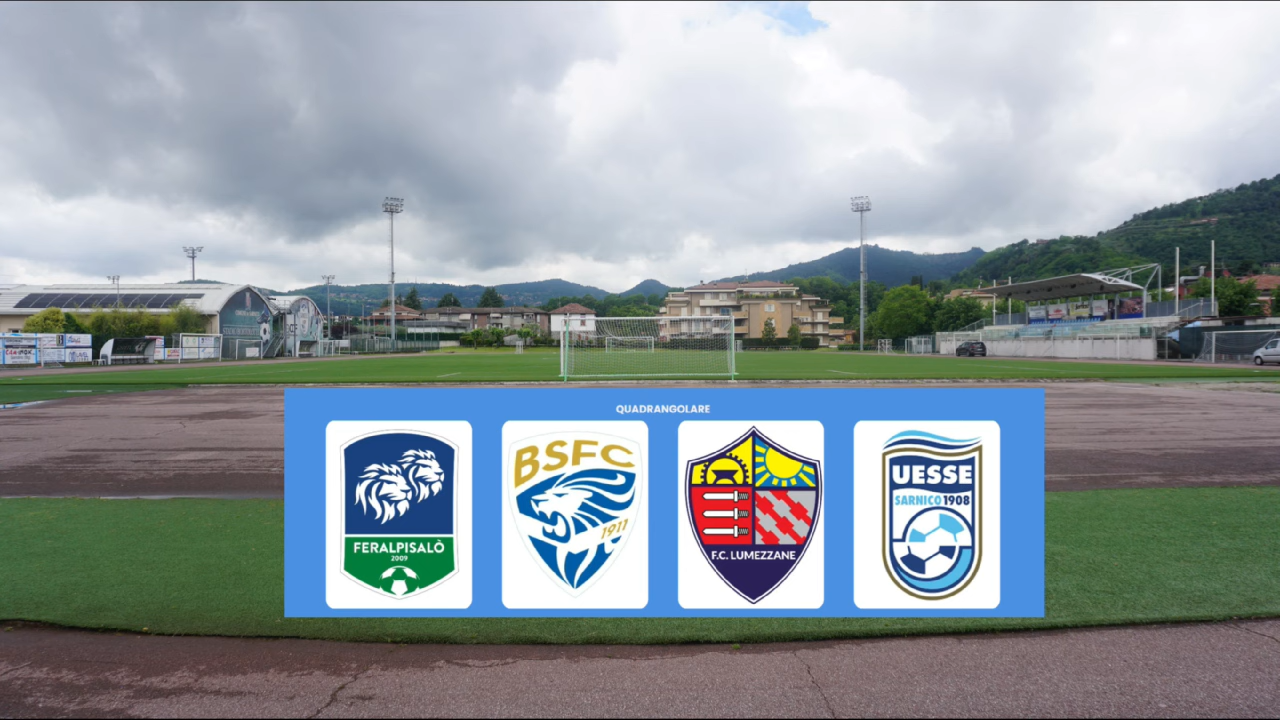 QUADRANGOLARE
FERALPISALÒ
2009
BSFC
1911
F.C. LUMEZZANE
UESSE
SARNICO 1908